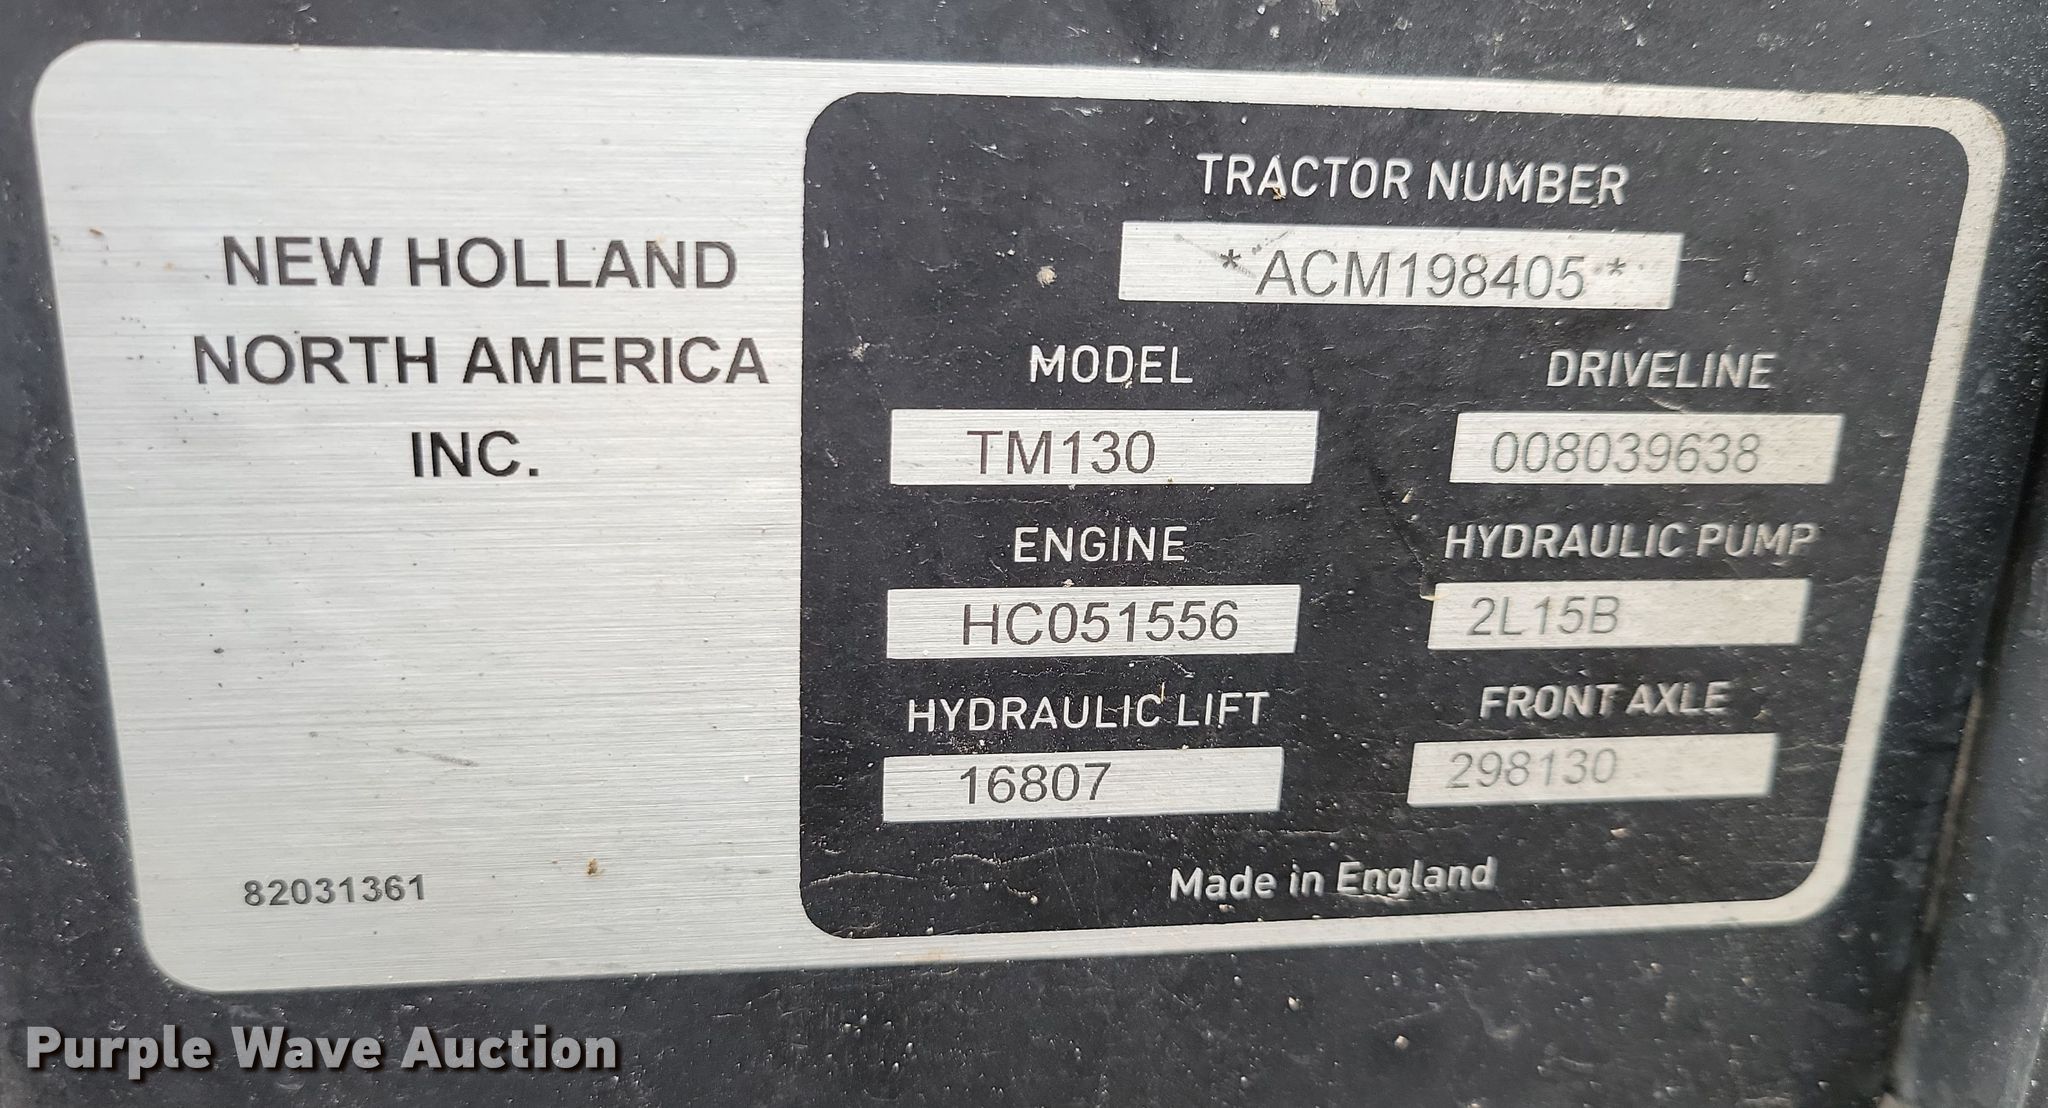 NEW HOLLAND
NORTH AMERICA
INC.
82031361
TRACTOR NUMBER
*ACM198405*
MODEL
TM130
DRIVELINE
008039638
ENGINE
HC051556
HYDRAULIC PUMP
2L15B
HYDRAULIC LIFT
16807
FRONT AXLE
298130
Made in England
Purple Wave Auction